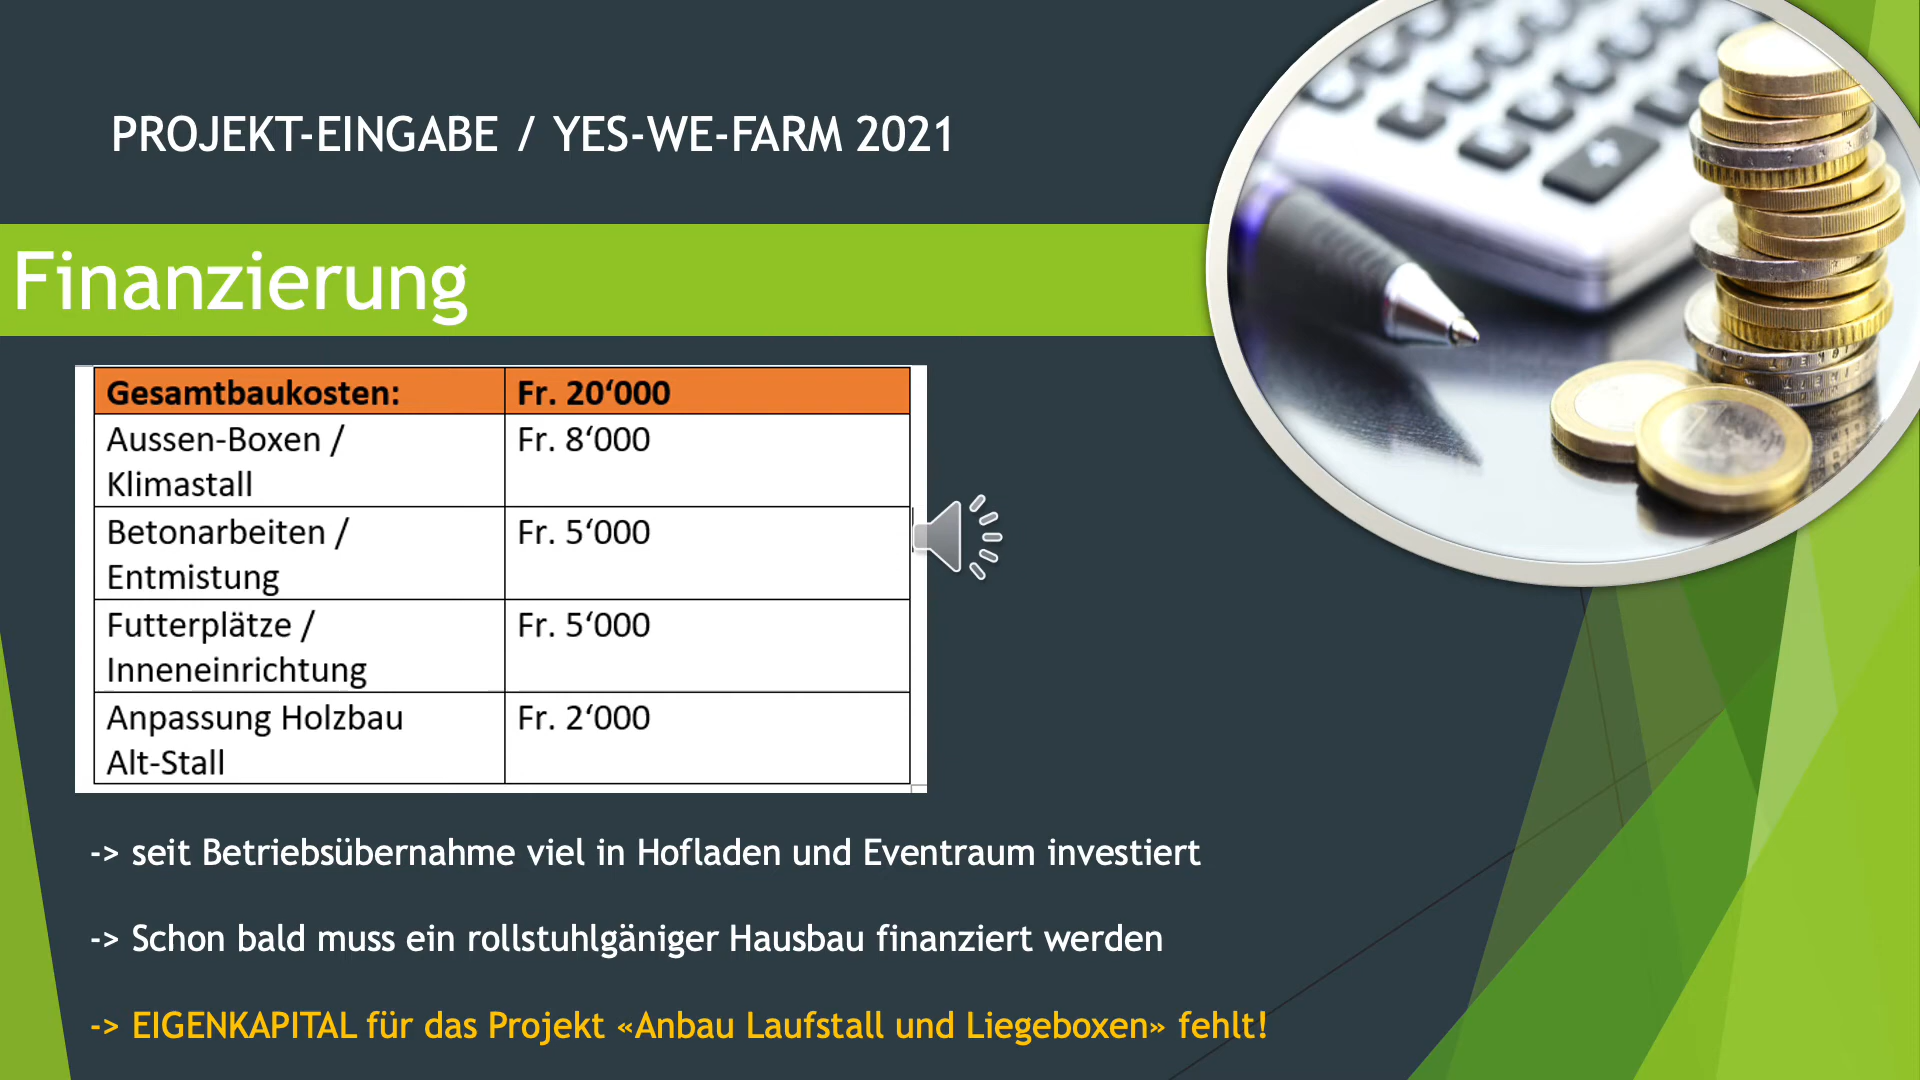 PROJEKT-EINGABE / YES-WE-FARM 2021
Finanzierung
Gesamtbaukosten: Fr. 20‘000
Aussen-Boxen / Fr. 8‘000
Klimastall
Betonarbeiten / Fr. 5‘000
Entmistung
Futterplätze / Fr. 5‘000
Inneneinrichtung
Anpassung Holzbau Fr. 2‘000
Alt-Stall
-> seit Betriebsübernahme viel in Hofladen und Eventraum investiert
-> Schon bald muss ein rollstuhlgäniger Hausbau finanziert werden
-> EIGENKAPITAL für das Projekt «Anbau Laufstall und Liegeboxen» fehlt!